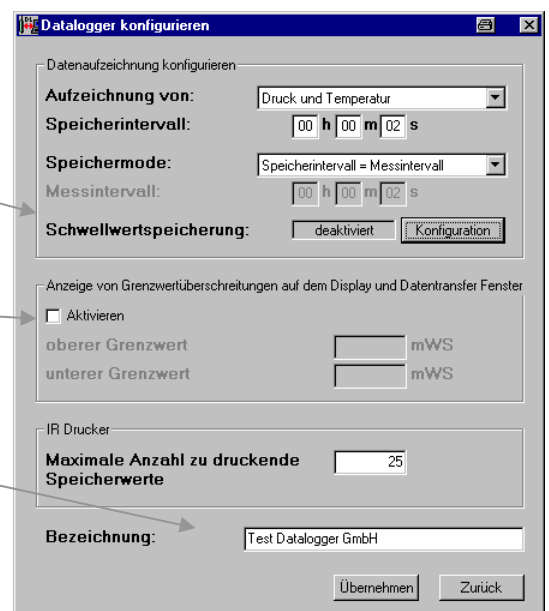 Datalogger konfigurieren
Datenaufzeichnung konfigurieren
Aufzeichnung von: Druck und Temperatur
Speicherintervall: 00 h 00 m 02 s
Speichermode: Speicherintervall = Messintervall
Messintervall: 00 h 00 m 02 s
Schwellwertspeicherung: deaktiviert Konfiguration
Anzeige von Grenzwertüberschreitungen auf dem Display und Datentransfer Fenster
Aktivieren
oberer Grenzwert mWS
unterer Grenzwert mWS
IR Drucker
Maximale Anzahl zu druckende 25
Speicherwerte
Bezeichnung: Test Datalogger GmbH
Übernehmen Zurück